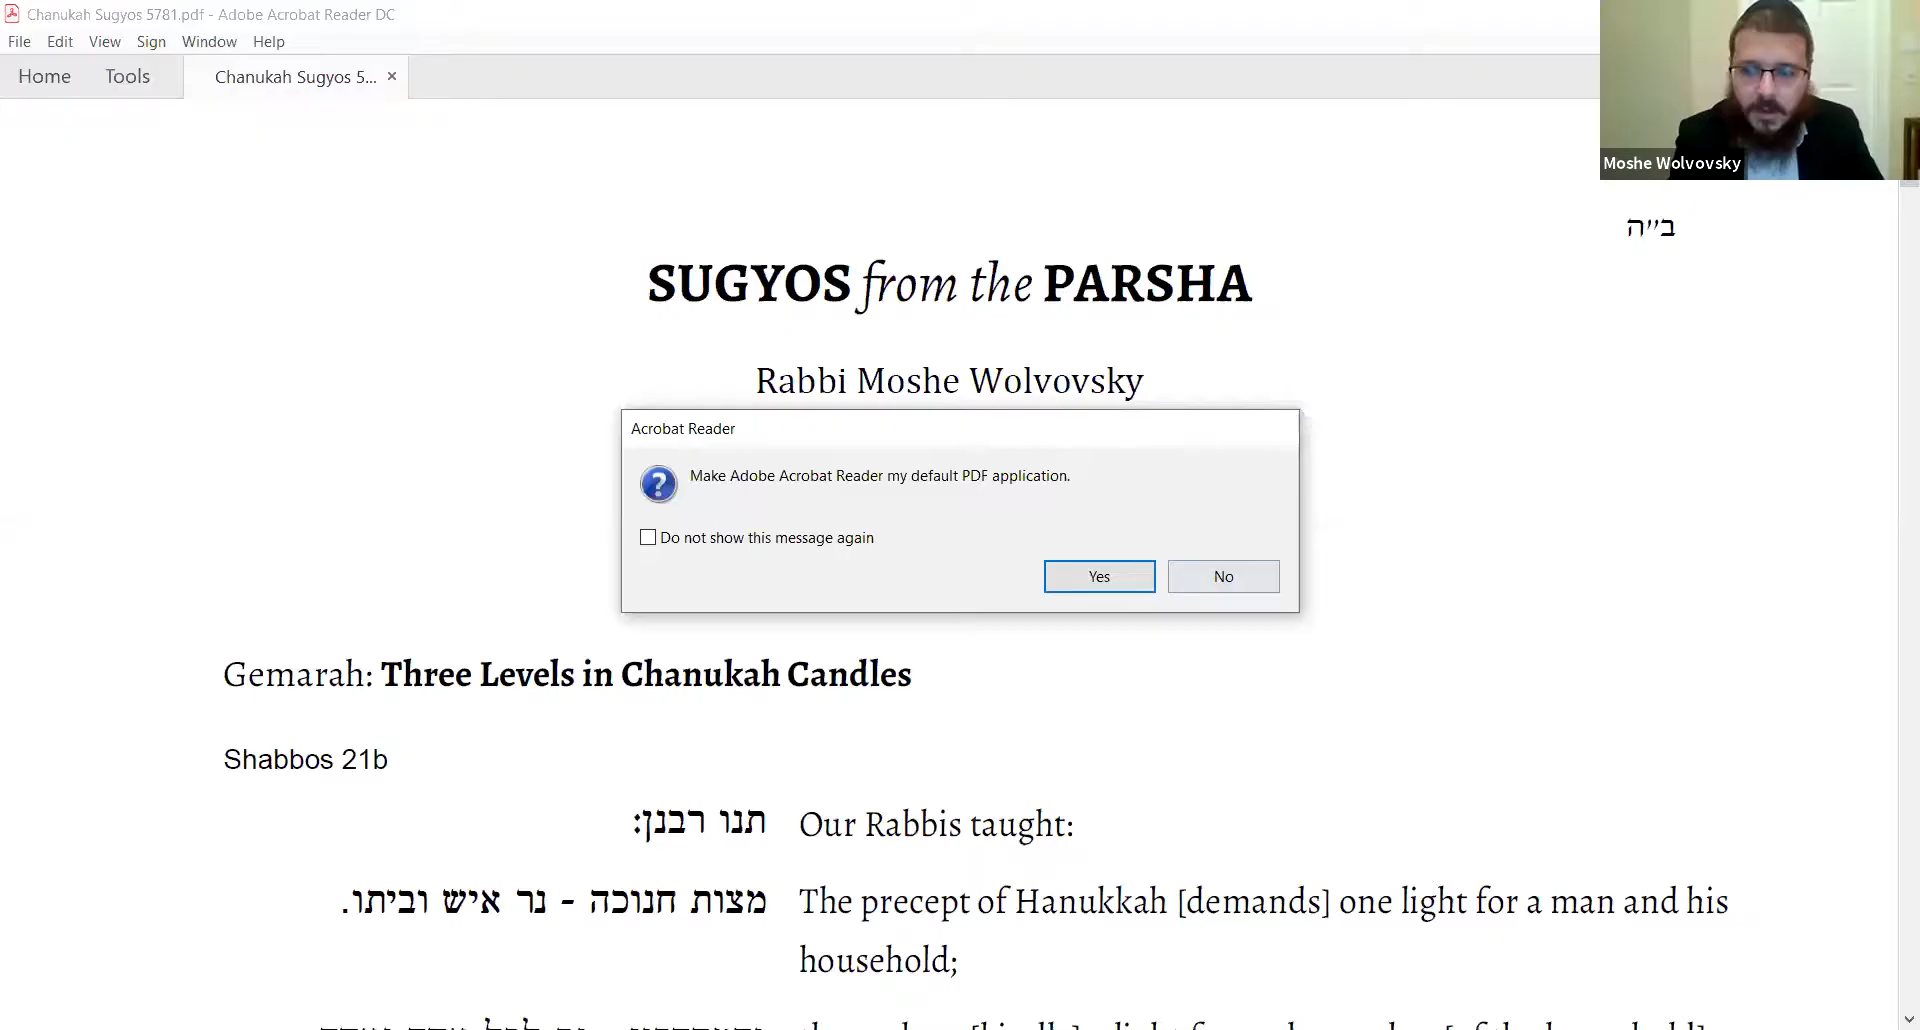 Chanukah Sugyos 5781.pdf - Adobe Acrobat Reader DC
File Edit View Sign Window Help
Home Tools Chanukah Sugyos 5... ×
Moshe Wolvovsky
ב״ה
SUGYOS from the PARSHA
Rabbi Moshe Wolvovsky
Acrobat Reader
Make Adobe Acrobat Reader my default PDF application.
Do not show this message again
Yes No
Gemarah: Three Levels in Chanukah Candles
Shabbos 21b
תנו רבנן:
Our Rabbis taught:
מצות חנוכה - נר איש וביתו.
The precept of Hanukkah [demands] one light for a man and his
household;